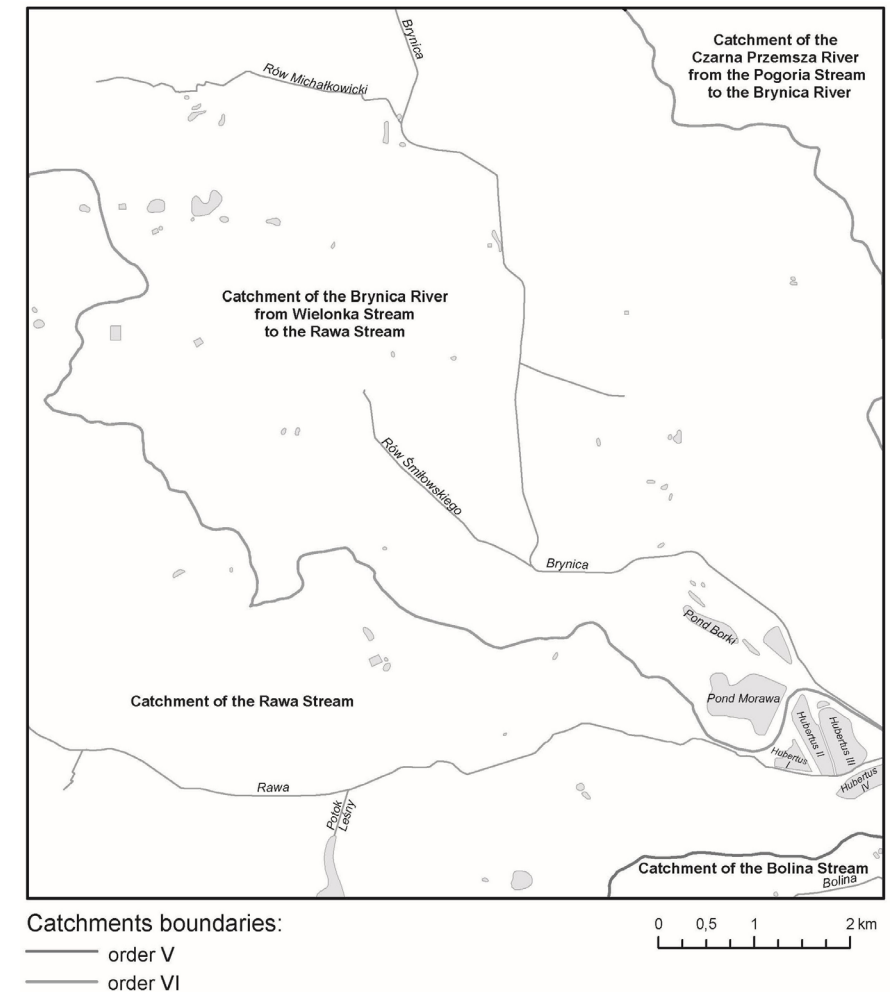 Brynica
Catchment of the
Czarna Przemsza River
from the Pogoria Stream
to the Brynica River
Rów Michałkowicki
Catchment of the Brynica River
from Wielonka Stream
to the Rawa Stream
Rów Śmiłowskiego
Brynica
Pond Borki
Pond Morawa
Catchment of the Rawa Stream
Hubertus II
Hubertus III
Hubertus
I
Hubertus
IV
Rawa
Potok
Leśny
Catchment of the Bolina Stream
Bolina
Catchments boundaries:
order V
order VI
0 0,5 1 2 km